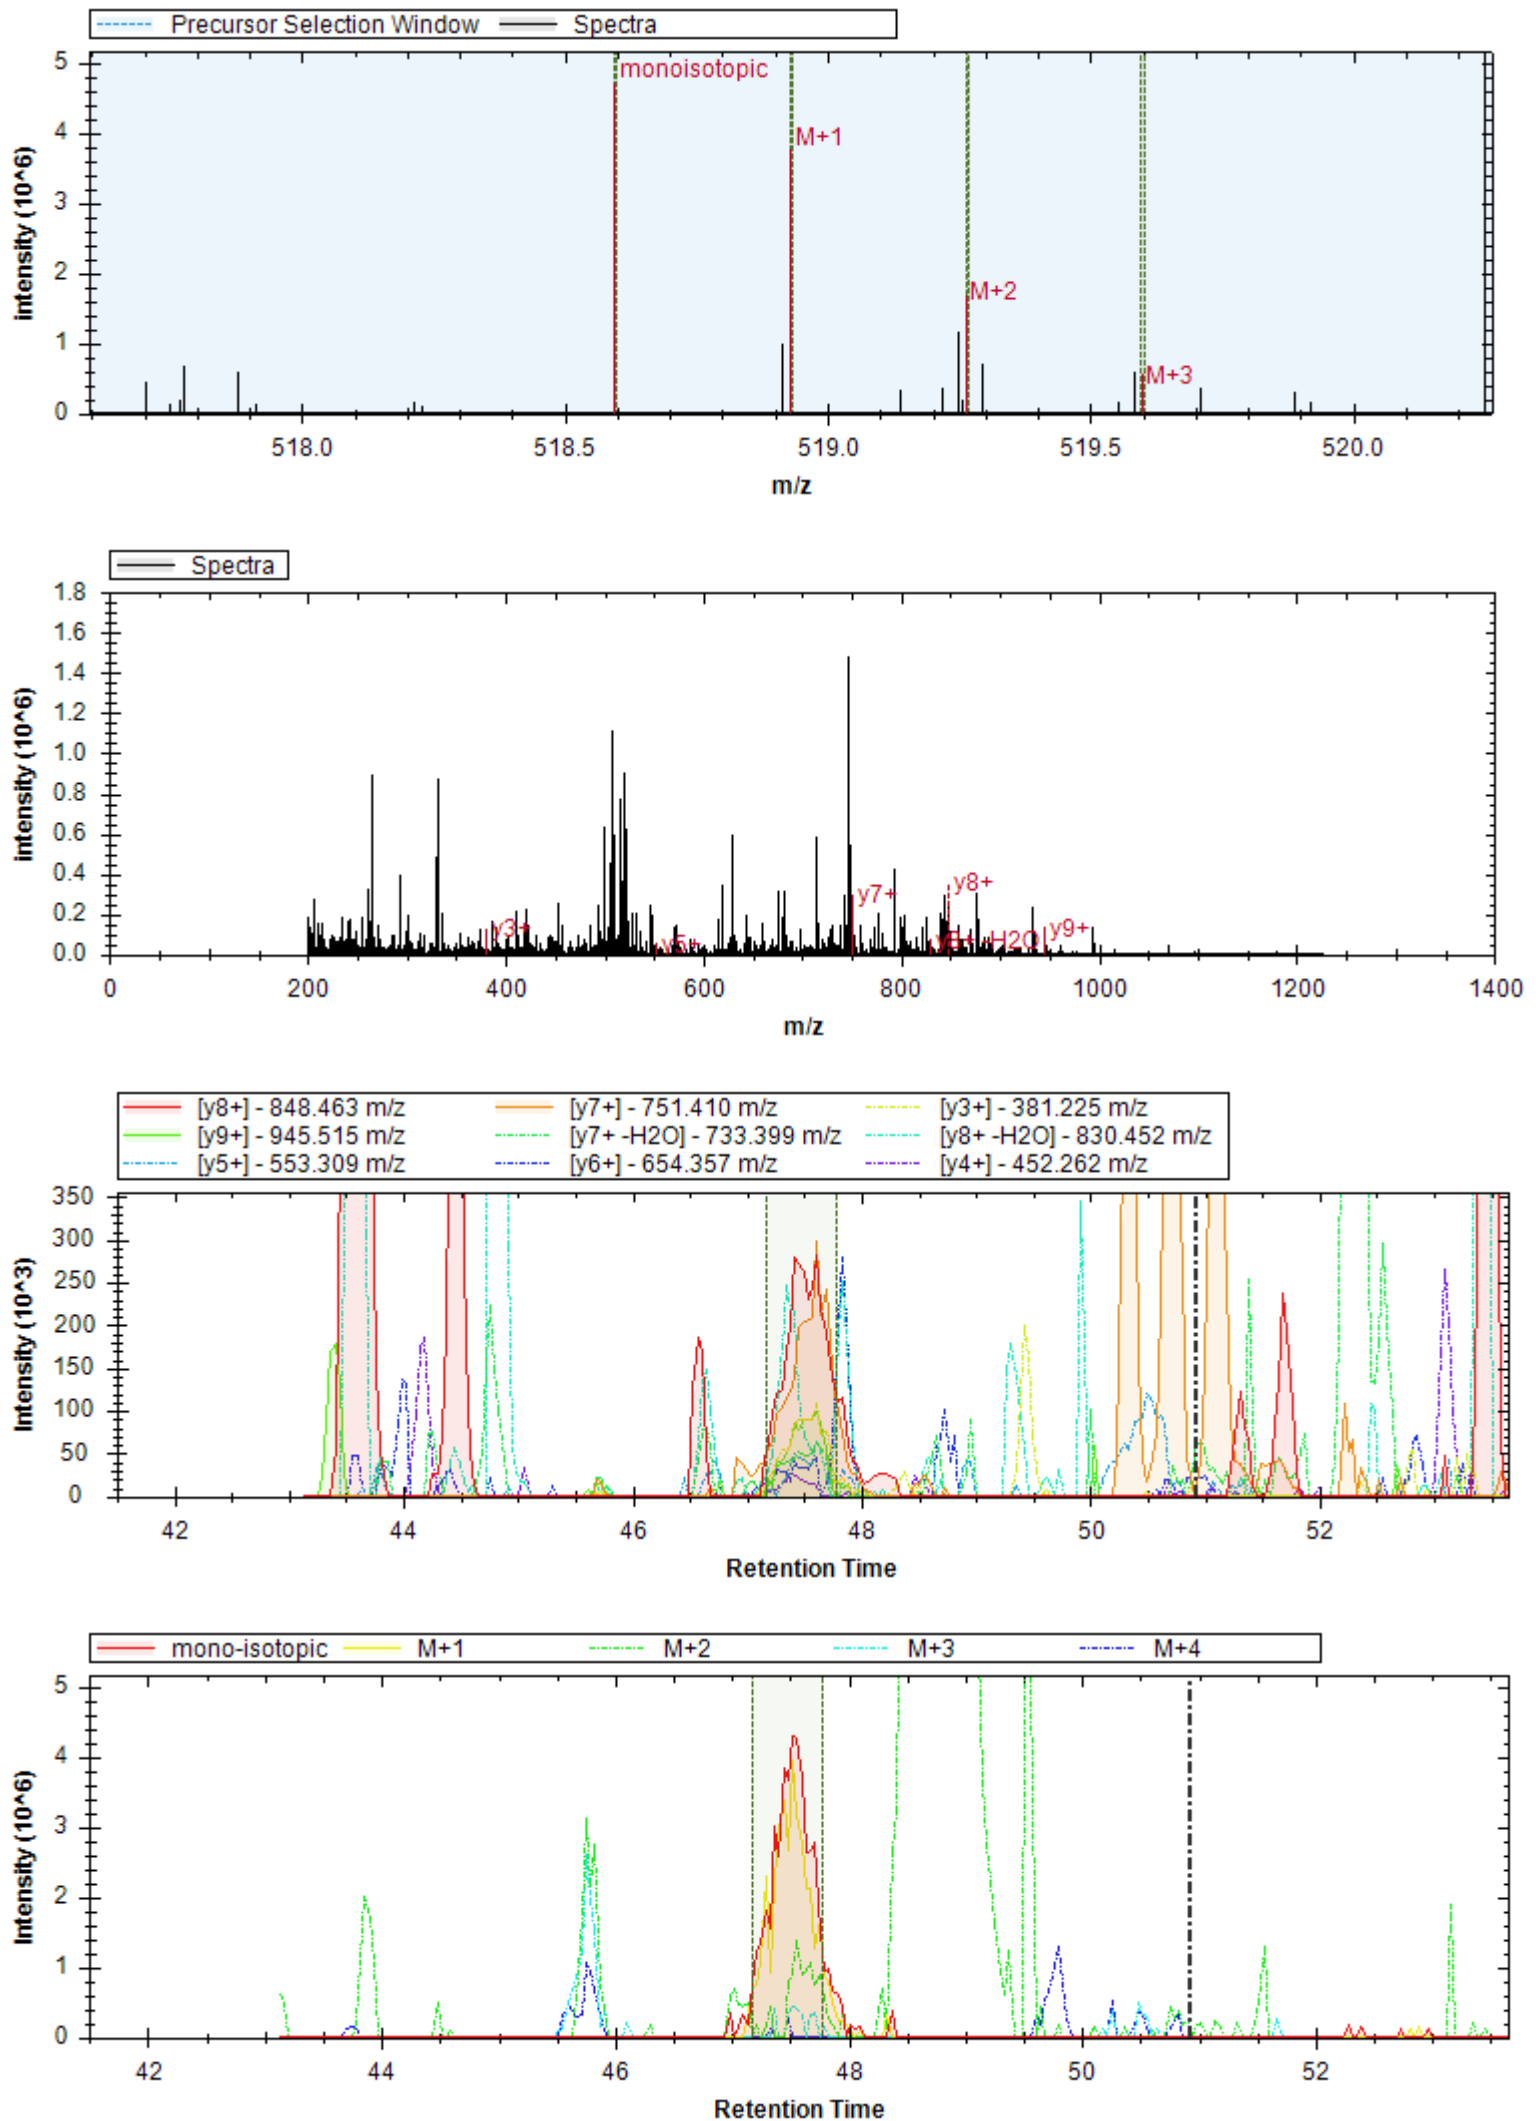 Precursor Selection Window Spectra
5
4
3
2
1
0
intensity (10^6)
monoisotopic
M+1
M+2
M+3
518.0 518.5 519.0 519.5 520.0
m/z
Spectra
1.8
1.6
1.4
1.2
1.0
0.8
0.6
0.4
0.2
0.0
intensity (10^6)
y3+ y5+ y7+ y8+ -H2O y9+
0 200 400 600 800 1000 1200 1400
m/z
[y8+] - 848.463 m/z [y7+] - 751.410 m/z [y3+] - 381.225 m/z
[y9+] - 945.515 m/z [y7+ -H2O] - 733.399 m/z [y8+ -H2O] - 830.452 m/z
[y5+] - 553.309 m/z [y6+] - 654.357 m/z [y4+] - 452.262 m/z
350
300
250
200
150
100
50
0
Intensity (10^3)
42 44 46 48 50 52
Retention Time
mono-isotopic M+1 M+2 M+3 M+4
5
4
3
2
1
0
Intensity (10^6)
42 44 46 48 50 52
Retention Time